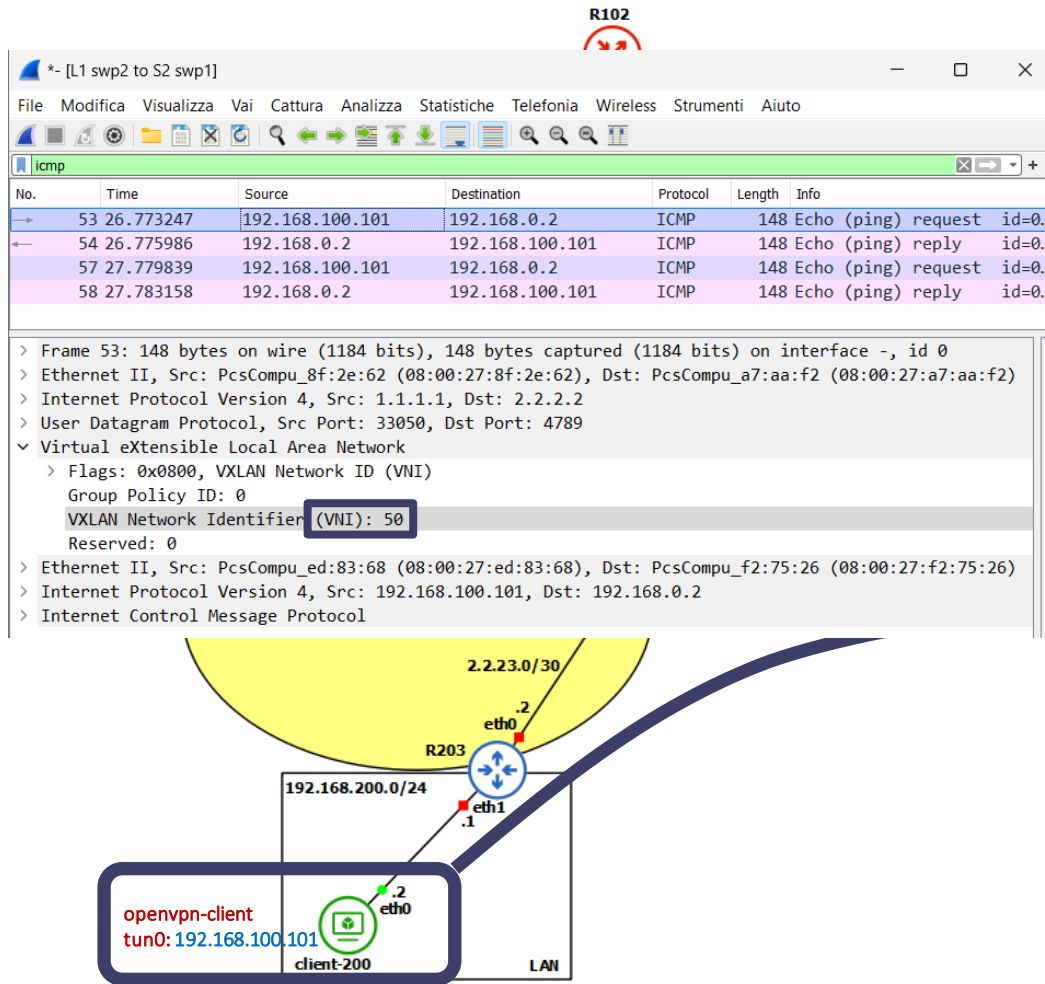 R102
*- [L1 swp2 to S2 swp1]
File Modifica Visualizza Vai Cattura Analizza Statistiche Telefonia Wireless Strumenti Aiuto
icmp
No. Time Source Destination Protocol Length Info
53 26.773247 192.168.100.101 192.168.0.2 ICMP 148 Echo (ping) request id=0…
54 26.775986 192.168.0.2 192.168.100.101 ICMP 148 Echo (ping) reply id=0…
57 27.779839 192.168.100.101 192.168.0.2 ICMP 148 Echo (ping) request id=0…
58 27.783158 192.168.0.2 192.168.100.101 ICMP 148 Echo (ping) reply id=0…
> Frame 53: 148 bytes on wire (1184 bits), 148 bytes captured (1184 bits) on interface -, id 0
> Ethernet II, Src: PcsCompu_8f:2e:62 (08:00:27:8f:2e:62), Dst: PcsCompu_a7:aa:f2 (08:00:27:a7:aa:f2)
> Internet Protocol Version 4, Src: 1.1.1.1, Dst: 2.2.2.2
> User Datagram Protocol, Src Port: 33050, Dst Port: 4789
Virtual eXtensible Local Area Network
> Flags: 0x0800, VXLAN Network ID (VNI)
Group Policy ID: 0
VXLAN Network Identifier (VNI): 50
Reserved: 0
> Ethernet II, Src: PcsCompu_ed:83:68 (08:00:27:ed:83:68), Dst: PcsCompu_f2:75:26 (08:00:27:f2:75:26)
> Internet Protocol Version 4, Src: 192.168.100.101, Dst: 192.168.0.2
> Internet Control Message Protocol
2.2.23.0/30
.2
eth0
R203
192.168.200.0/24
eth1
.1
.2
eth0
openvpn-client
tun0: 192.168.100.101
client-200
LAN